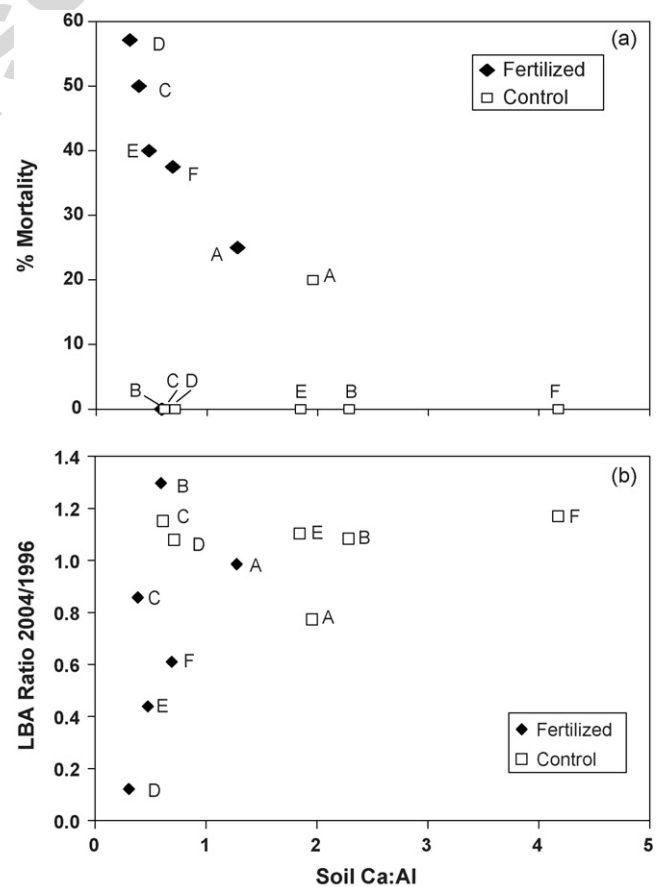 60
(a)
D
Fertilized
50
C
Control
40
E
F
% Mortality
30
A
20
A
10
B
C D
E
B
F
0
1.4
(b)
B
1.2
C
E
F
D
B
1.0
A
LBA Ratio 2004/1996
0.8
C
A
0.6
F
E
0.4
Fertilized
Control
0.2
D
0.0
0
1
2
3
4
5
Soil Ca:Al